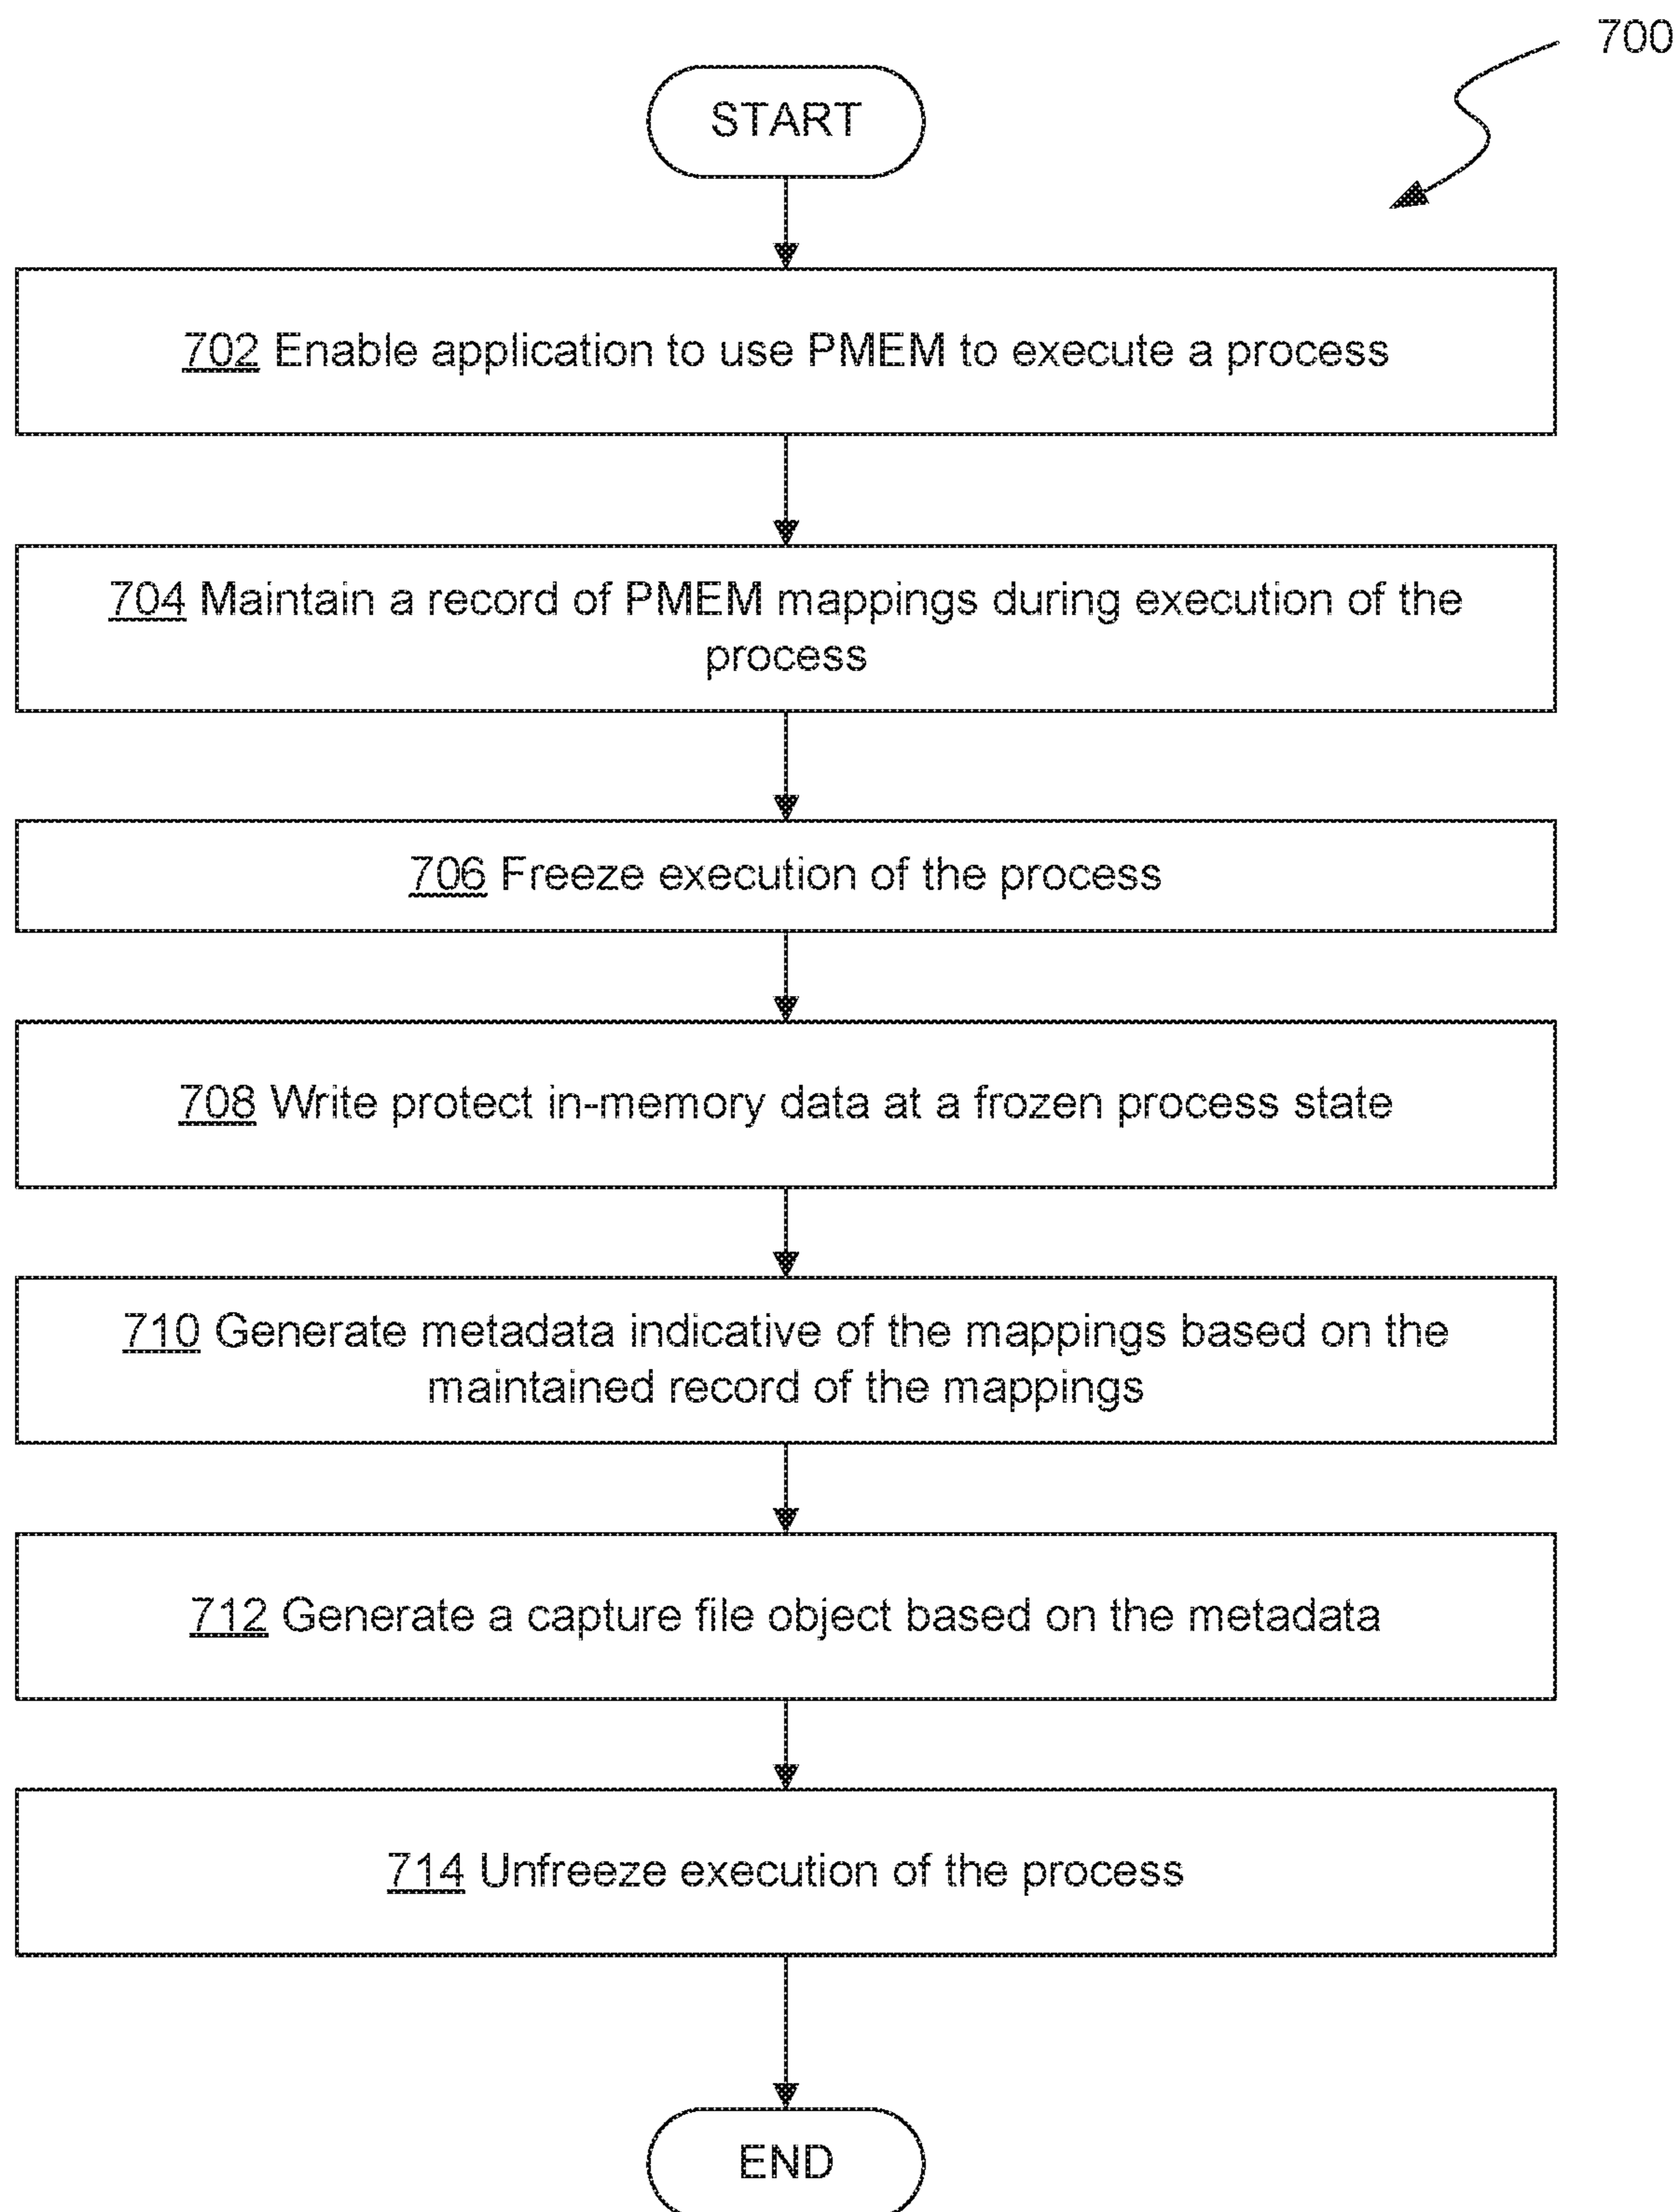 700
START
702 Enable application to use PMEM to execute a process
704 Maintain a record of PMEM mappings during execution of the
process
706 Freeze execution of the process
708 Write protect in-memory data at a frozen process state
710 Generate metadata indicative of the mappings based on the
maintained record of the mappings
712 Generate a capture file object based on the metadata
714 Unfreeze execution of the process
END